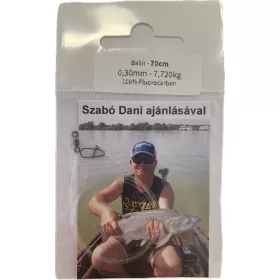 Balin - 70cm
0,30mm - 7,720kg
100% Fluorocarbon
Szabó Dani ajánlásával